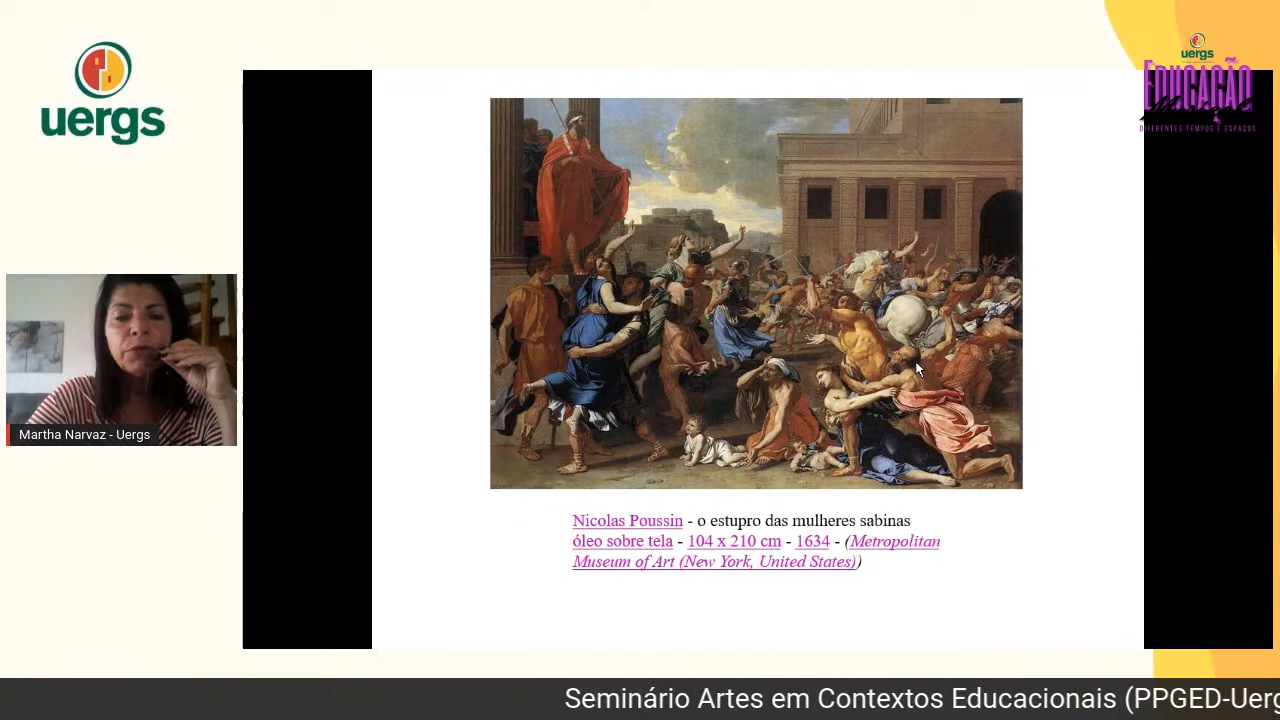 uergs
uergs
EDUCAÇÃO
DIFERENTES TEMPOS E ESPAÇOS
Martha Narvaz - Uergs
Nicolas Poussin - o estupro das mulheres sabinas
óleo sobre tela - 104 x 210 cm - 1634 - (Metropolitan
Museum of Art (New York, United States))
Seminário Artes em Contextos Educacionais (PPGED-Uerg